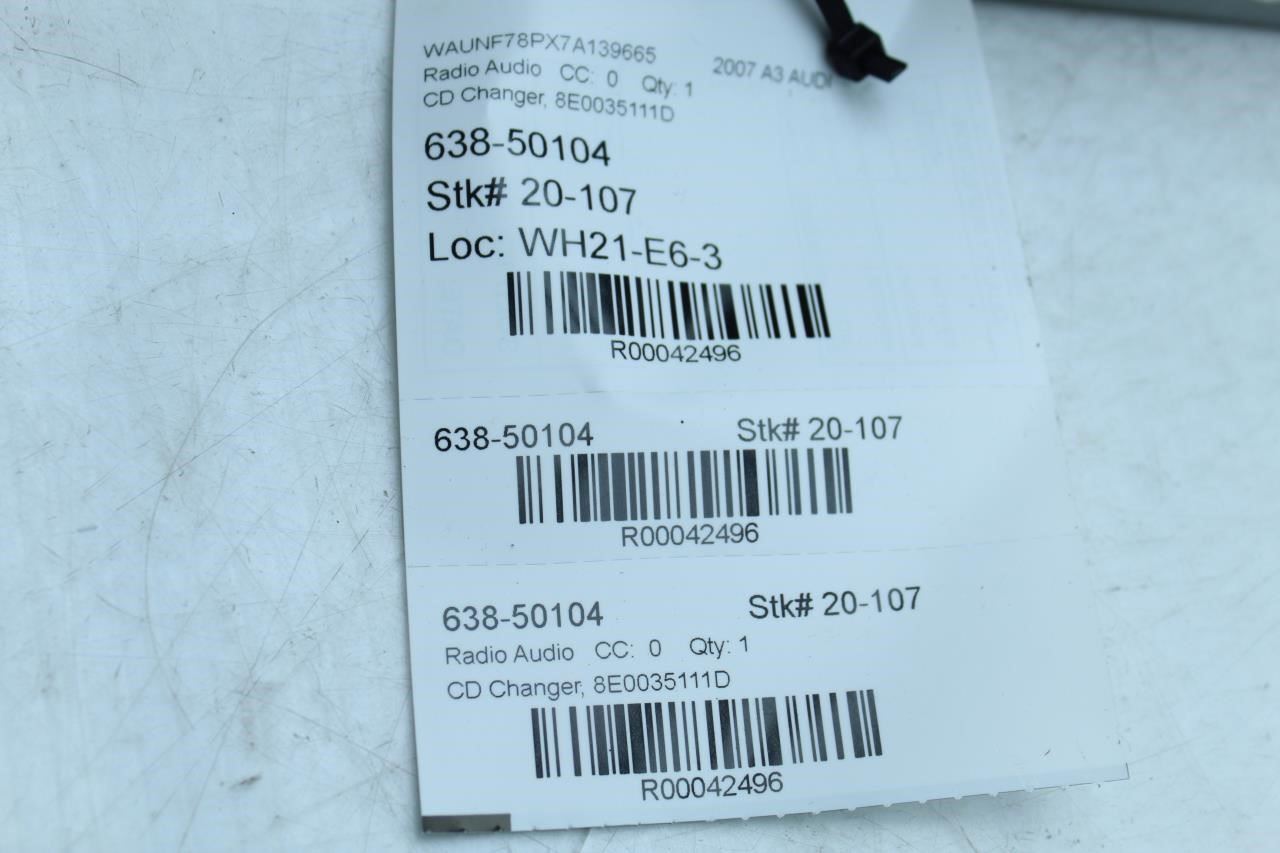 WAUNF78PX7A139665 2007 A3 AUDI
Radio Audio CC: 0 Qty: 1
CD Changer, 8E0035111D
638-50104
Stk# 20-107
Loc: WH21-E6-3
R00042496
638-50104 Stk# 20-107
R00042496
638-50104 Stk# 20-107
Radio Audio CC: 0 Qty: 1
CD Changer, 8E0035111D
R00042496